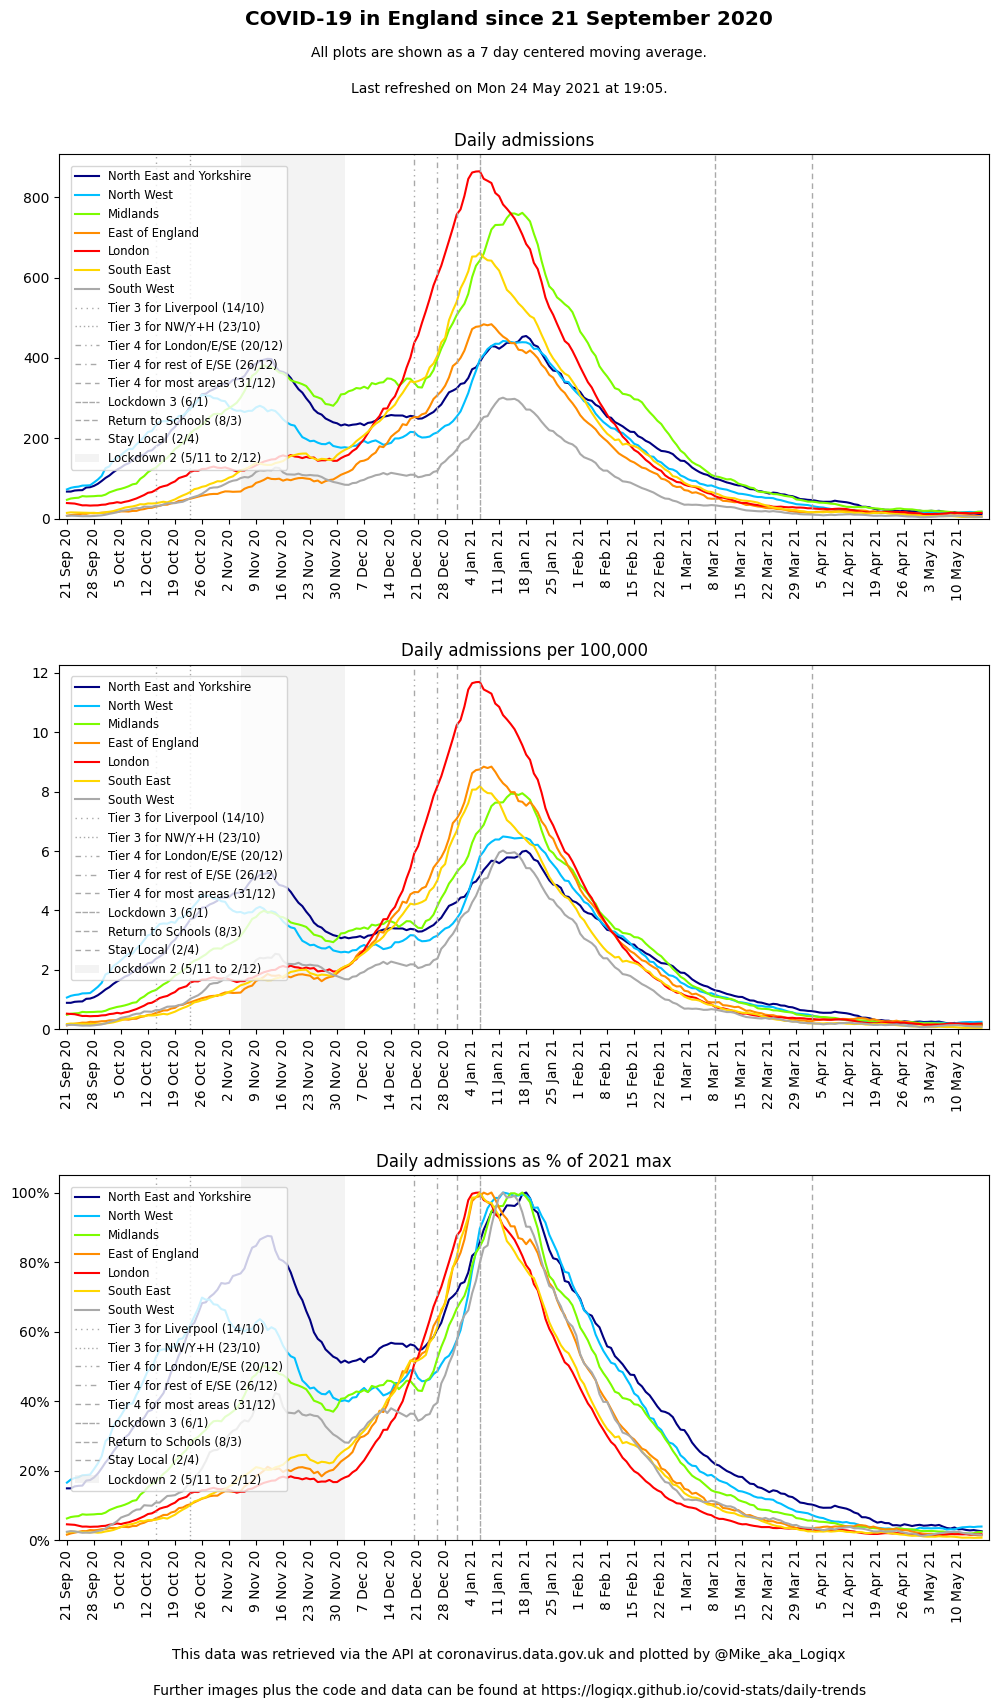 COVID-19 in England since 21 September 2020
All plots are shown as a 7 day centered moving average.
Last refreshed on Mon 24 May 2021 at 19:05.
Daily admissions
800
600
400
200
0
North East and Yorkshire
North West
Midlands
East of England
London
South East
South West
Tier 3 for Liverpool (14/10)
Tier 3 for NW/Y+H (23/10)
Tier 4 for London/E/SE (20/12)
Tier 4 for rest of E/SE (26/12)
Tier 4 for most areas (31/12)
Lockdown 3 (6/1)
Return to Schools (8/3)
Stay Local (2/4)
Lockdown 2 (5/11 to 2/12)
21 Sep 20
28 Sep 20
5 Oct 20
12 Oct 20
19 Oct 20
26 Oct 20
2 Nov 20
9 Nov 20
16 Nov 20
23 Nov 20
30 Nov 20
7 Dec 20
14 Dec 20
21 Dec 20
28 Dec 20
4 Jan 21
11 Jan 21
18 Jan 21
25 Jan 21
1 Feb 21
8 Feb 21
15 Feb 21
22 Feb 21
1 Mar 21
8 Mar 21
15 Mar 21
22 Mar 21
29 Mar 21
5 Apr 21
12 Apr 21
19 Apr 21
26 Apr 21
3 May 21
10 May 21
Daily admissions per 100,000
12
10
8
6
4
2
0
North East and Yorkshire
North West
Midlands
East of England
London
South East
South West
Tier 3 for Liverpool (14/10)
Tier 3 for NW/Y+H (23/10)
Tier 4 for London/E/SE (20/12)
Tier 4 for rest of E/SE (26/12)
Tier 4 for most areas (31/12)
Lockdown 3 (6/1)
Return to Schools (8/3)
Stay Local (2/4)
Lockdown 2 (5/11 to 2/12)
21 Sep 20
28 Sep 20
5 Oct 20
12 Oct 20
19 Oct 20
26 Oct 20
2 Nov 20
9 Nov 20
16 Nov 20
23 Nov 20
30 Nov 20
7 Dec 20
14 Dec 20
21 Dec 20
28 Dec 20
4 Jan 21
11 Jan 21
18 Jan 21
25 Jan 21
1 Feb 21
8 Feb 21
15 Feb 21
22 Feb 21
1 Mar 21
8 Mar 21
15 Mar 21
22 Mar 21
29 Mar 21
5 Apr 21
12 Apr 21
19 Apr 21
26 Apr 21
3 May 21
10 May 21
Daily admissions as % of 2021 max
100%
80%
60%
40%
20%
0%
North East and Yorkshire
North West
Midlands
East of England
London
South East
South West
Tier 3 for Liverpool (14/10)
Tier 3 for NW/Y+H (23/10)
Tier 4 for London/E/SE (20/12)
Tier 4 for rest of E/SE (26/12)
Tier 4 for most areas (31/12)
Lockdown 3 (6/1)
Return to Schools (8/3)
Stay Local (2/4)
Lockdown 2 (5/11 to 2/12)
21 Sep 20
28 Sep 20
5 Oct 20
12 Oct 20
19 Oct 20
26 Oct 20
2 Nov 20
9 Nov 20
16 Nov 20
23 Nov 20
30 Nov 20
7 Dec 20
14 Dec 20
21 Dec 20
28 Dec 20
4 Jan 21
11 Jan 21
18 Jan 21
25 Jan 21
1 Feb 21
8 Feb 21
15 Feb 21
22 Feb 21
1 Mar 21
8 Mar 21
15 Mar 21
22 Mar 21
29 Mar 21
5 Apr 21
12 Apr 21
19 Apr 21
26 Apr 21
3 May 21
10 May 21
This data was retrieved via the API at coronavirus.data.gov.uk and plotted by @Mike_aka_Logiqx
Further images plus the code and data can be found at https://logiqx.github.io/covid-stats/daily-trends